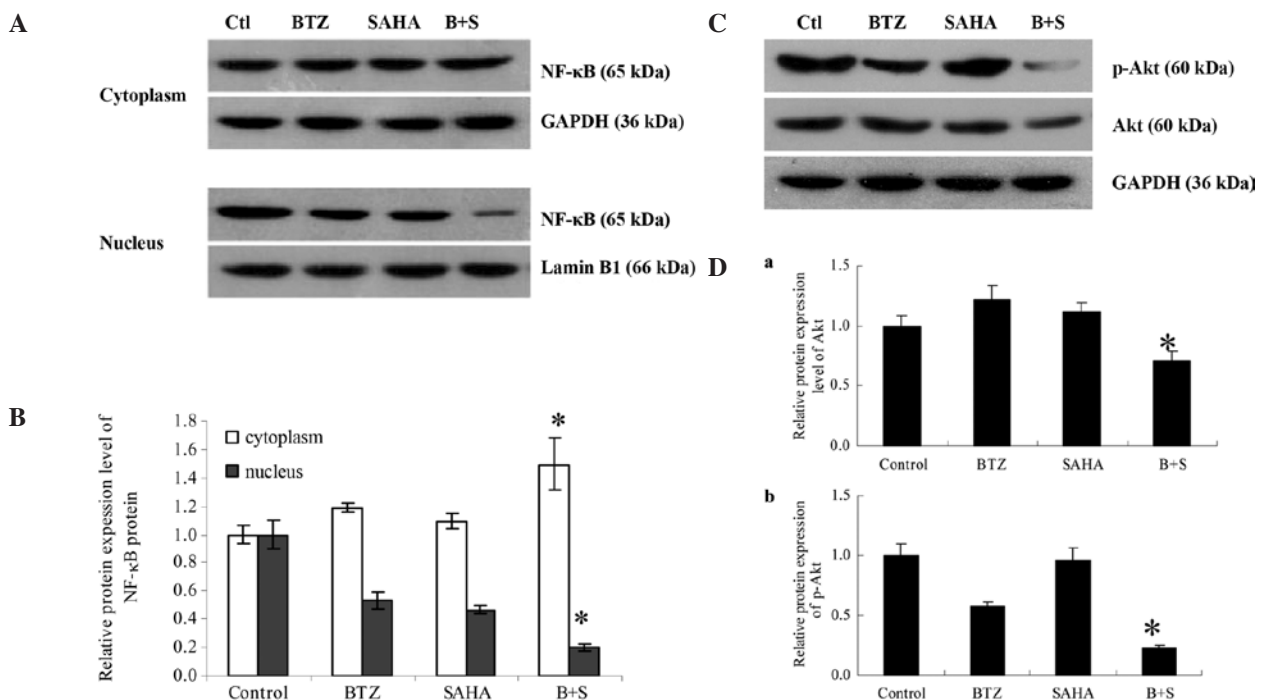 A
Ctl BTZ SAHA B+S
Cytoplasm
NF-κB (65 kDa)
GAPDH (36 kDa)
Nucleus
NF-κB (65 kDa)
Lamin B1 (66 kDa)
B
Relative protein expession level of
NF-κB protein
1.8
1.6
1.4
1.2
1.0
0.8
0.6
0.4
0.2
0.0
cytoplasm
nucleus
*
*
Control BTZ SAHA B+S
C
Ctl BTZ SAHA B+S
p-Akt (60 kDa)
Akt (60 kDa)
GAPDH (36 kDa)
D
a
Relative protein expression
level of Akt
1.5
1.0
0.5
0.0
*
Control BTZ SAHA B+S
b
Relative protein expression
of p-Akt
1.5
1.0
0.5
0.0
*
Control BTZ SAHA B+S